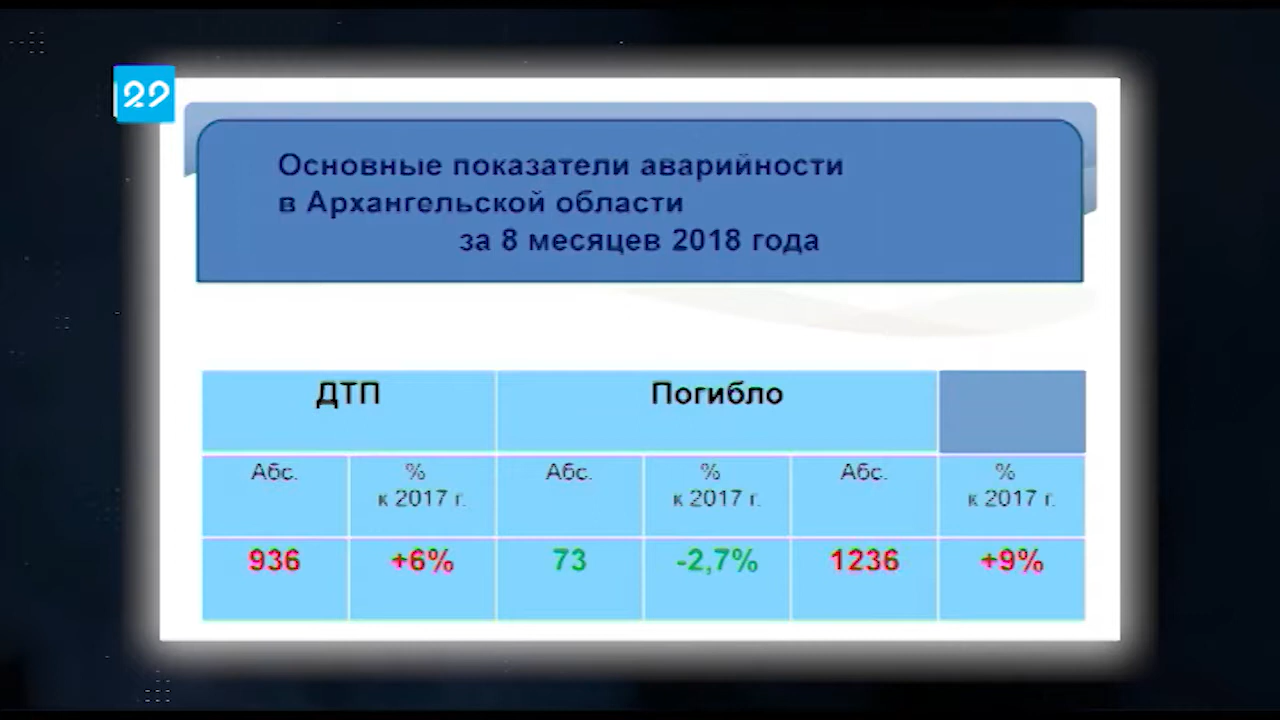 29
Основные показатели аварийности
в Архангельской области
за 8 месяцев 2018 года
ДТП Погибло
Абс. % к 2017 г. Абс. % к 2017 г. Абс. % к 2017 г.
936 +6% 73 -2,7% 1236 +9%